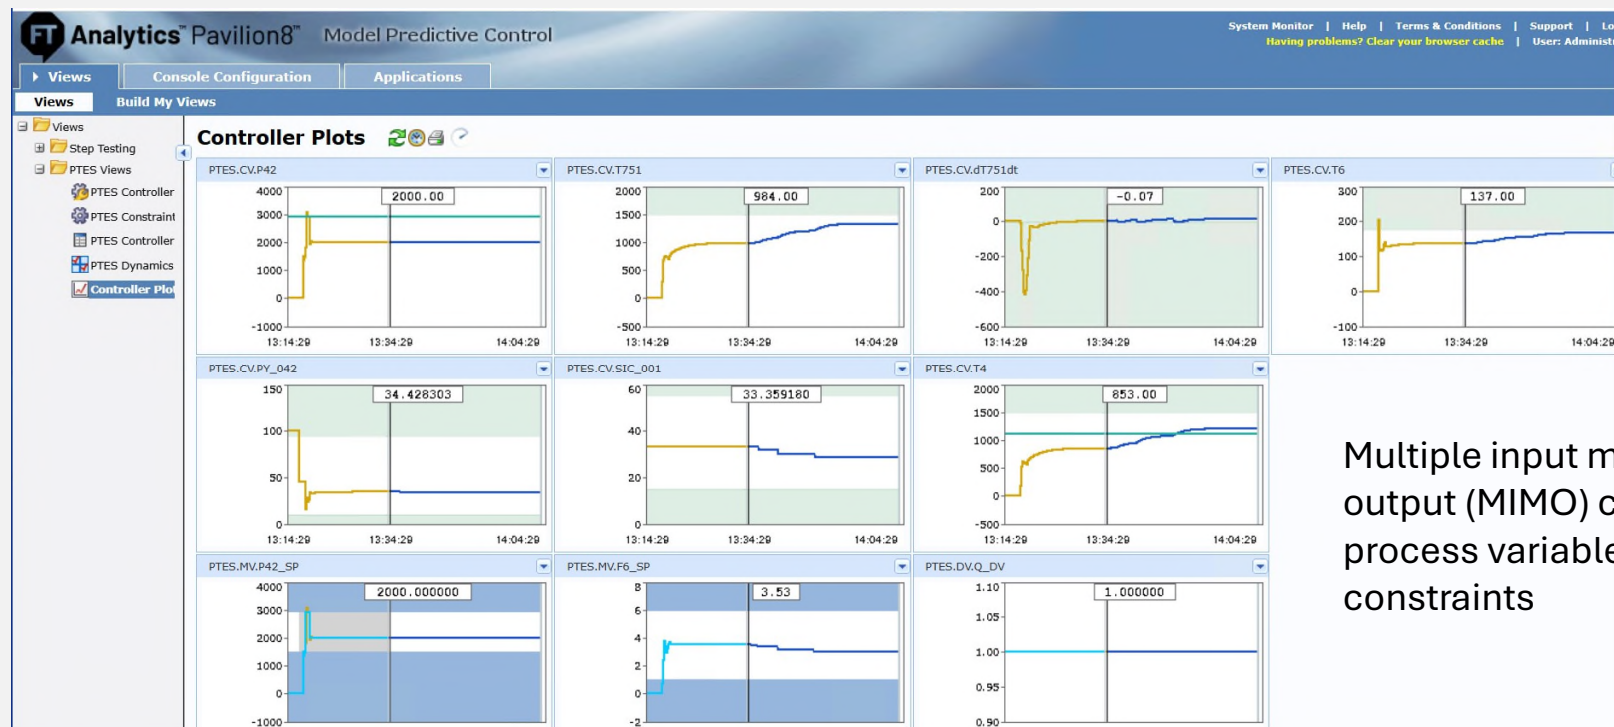 FT Analytics™ Pavilion8™ Model Predictive Control
System Monitor | Help | Terms & Conditions | Support |
Having problems? Clear your browser cache | User:
Views Console Configuration Applications
Views Build My Views
Views
Step Testing
PTES Views
PTES Controller
PTES Constraint
PTES Controller
PTES Dynamics
Controller
Controller Plots
PTES.CV.P42
4000
3000
2000
1000
0
-1000
2000.00
13:14:29 13:34:29 14:04:29
PTES.CV.T751
2000
1500
1000
500
0
-500
984.00
13:14:29 13:34:29 14:04:29
PTES.CV.dT751dt
200
0
-200
-400
-600
-0.07
13:14:29 13:34:29 14:04:29
PTES.CV.T6
300
200
100
0
-100
137.00
13:14:29 13:34:29 14:04:29
PTES.CV.PY_042
150
100
50
0
34.428303
13:14:29 13:34:29 14:04:29
PTES.CV.SIC_001
60
40
20
0
33.359180
13:14:29 13:34:29 14:04:29
PTES.CV.T4
2000
1500
1000
500
0
-500
853.00
13:14:29 13:34:29 14:04:29
PTES.MV.P42_SP
4000
3000
2000
1000
0
-1000
2000.000000
PTES.MV.F6_SP
8
6
4
2
0
-2
3.53
PTES.DV.Q_DV
1.10
1.05
1.00
0.95
0.90
1.000000
Multiple input
output (MIMO)
process
constraints